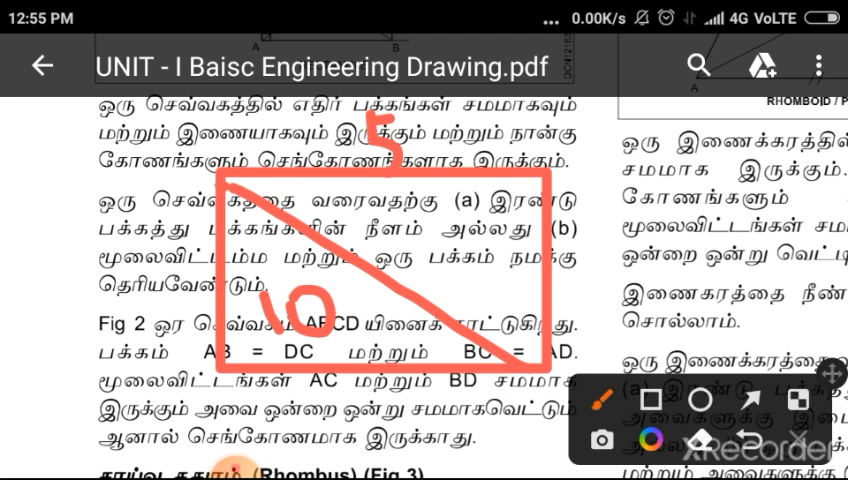 12:55 PM ... 0.00K/s 4G VoLTE
UNIT - I Baisc Engineering Drawing.pdf
A B
A
RHOMBOID / P
ஒரு செவ்வகத்தில் எதிர் பக்கங்கள் சமமாகவும்
மற்றும் இணையாகவும் இருக்கும் மற்றும் நான்கு
கோணங்களும் செங்கோணங்களாக இருக்கும்.
5
ஒரு செவ்வகத்தை வரைவதற்கு (a) இரண்டு
பக்கத்து பக்கங்களின் நீளம் அல்லது (b)
மூலைவிட்டம்ம மற்றும் ஒரு பக்கம் நமக்கு
தெரியவேண்டும்.
10
Fig 2 ஒர செவ்வகம் ABCD யினைக் காட்டுகிறது.
பக்கம் AB = DC மற்றும் BC = AD.
மூலைவிட்டங்கள் AC மற்றும் BD சமமாக
இருக்கும் அவை ஒன்றை ஒன்று சமமாகவெட்டும்
ஆனால் செங்கோணமாக இருக்காது.
சாய்வு சதுரம் (Rhombus) (Fig 3)
ஒரு இணைக்கரத்தில்
சமமாக இருக்கும்.
கோணங்களும்
மூலைவிட்டங்கள்
ஒன்றை ஒன்று
இணைகரத்தை
சொல்லாம்.
ஒரு
XRecorder
மற்றும்